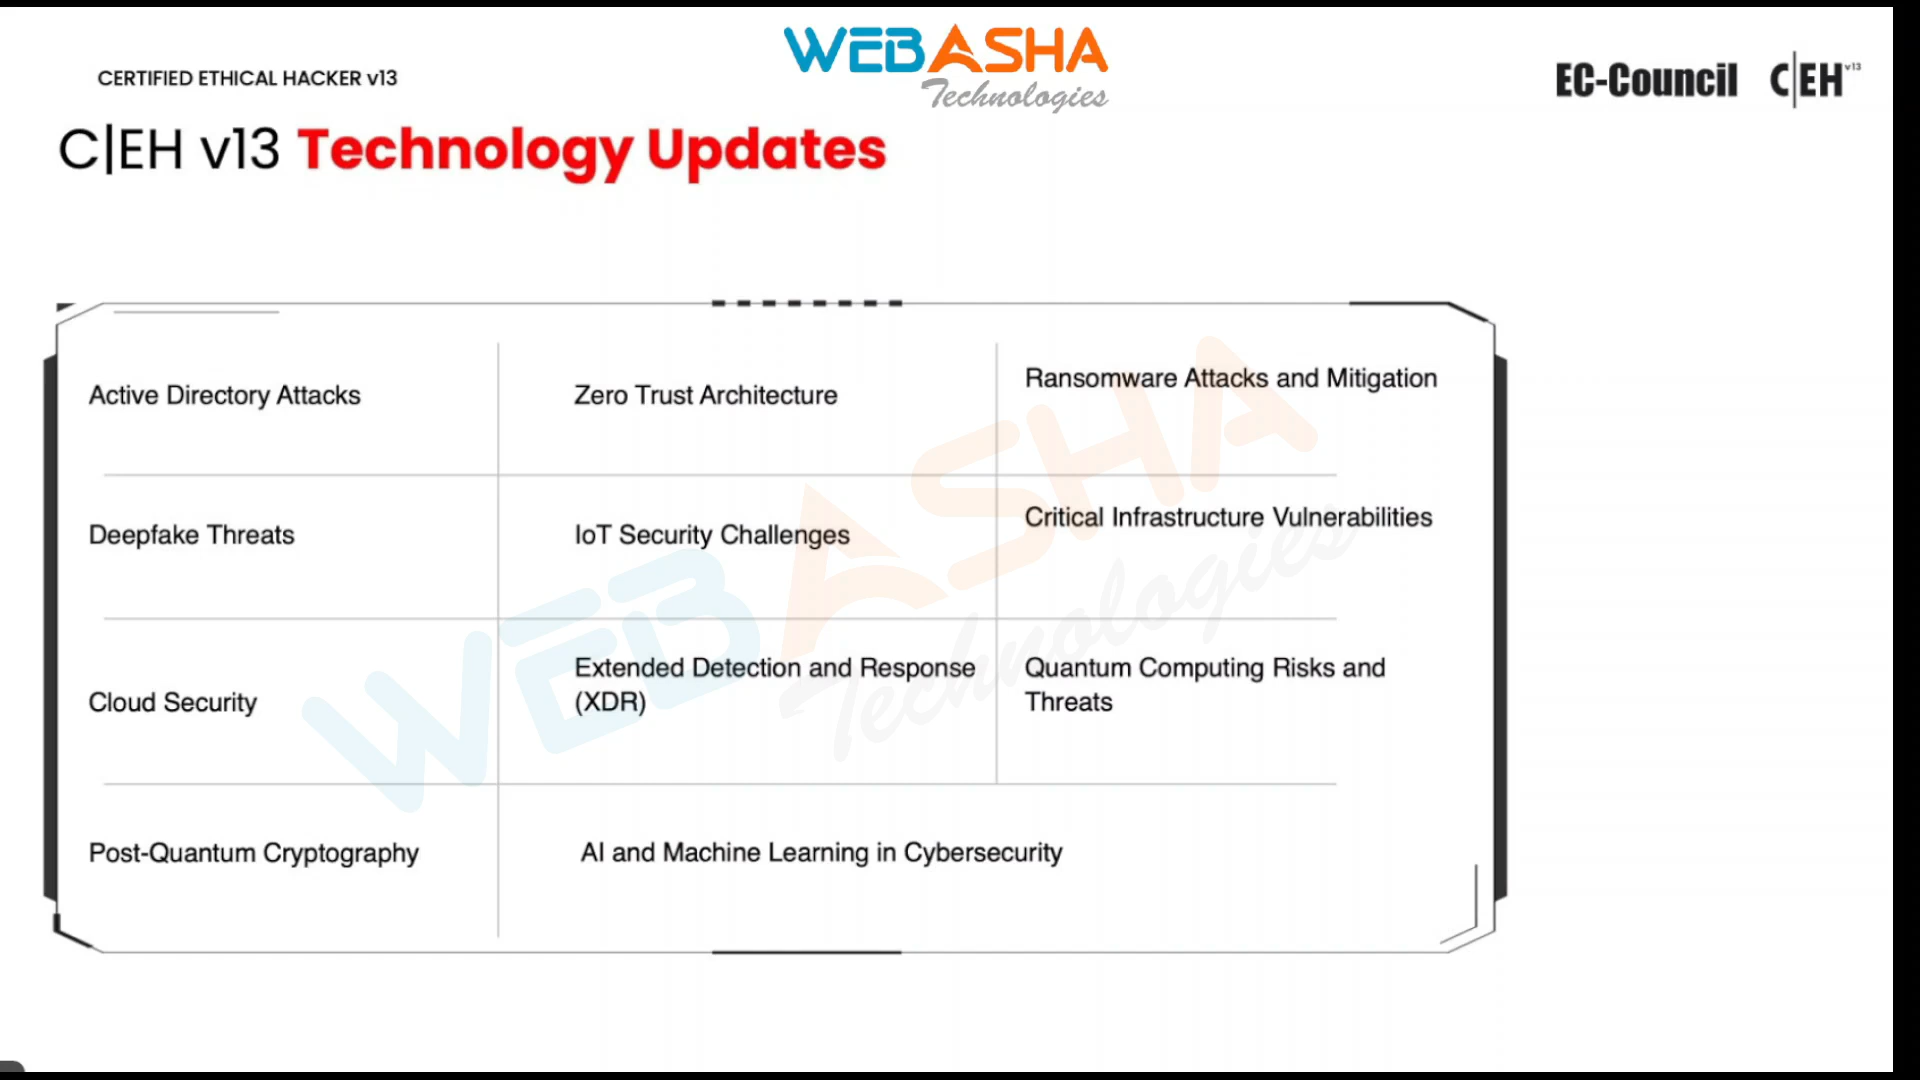 WEBASHA
Technologies
CERTIFIED ETHICAL HACKER v13
EC-Council C|EH v13
C|EH v13 Technology Updates
Active Directory Attacks
Zero Trust Architecture
Ransomware Attacks and Mitigation
Deepfake Threats
IoT Security Challenges
Critical Infrastructure Vulnerabilities
Cloud Security
Extended Detection and Response
(XDR)
Quantum Computing Risks and
Threats
Post-Quantum Cryptography
AI and Machine Learning in Cybersecurity
WEBASHA
Technologies